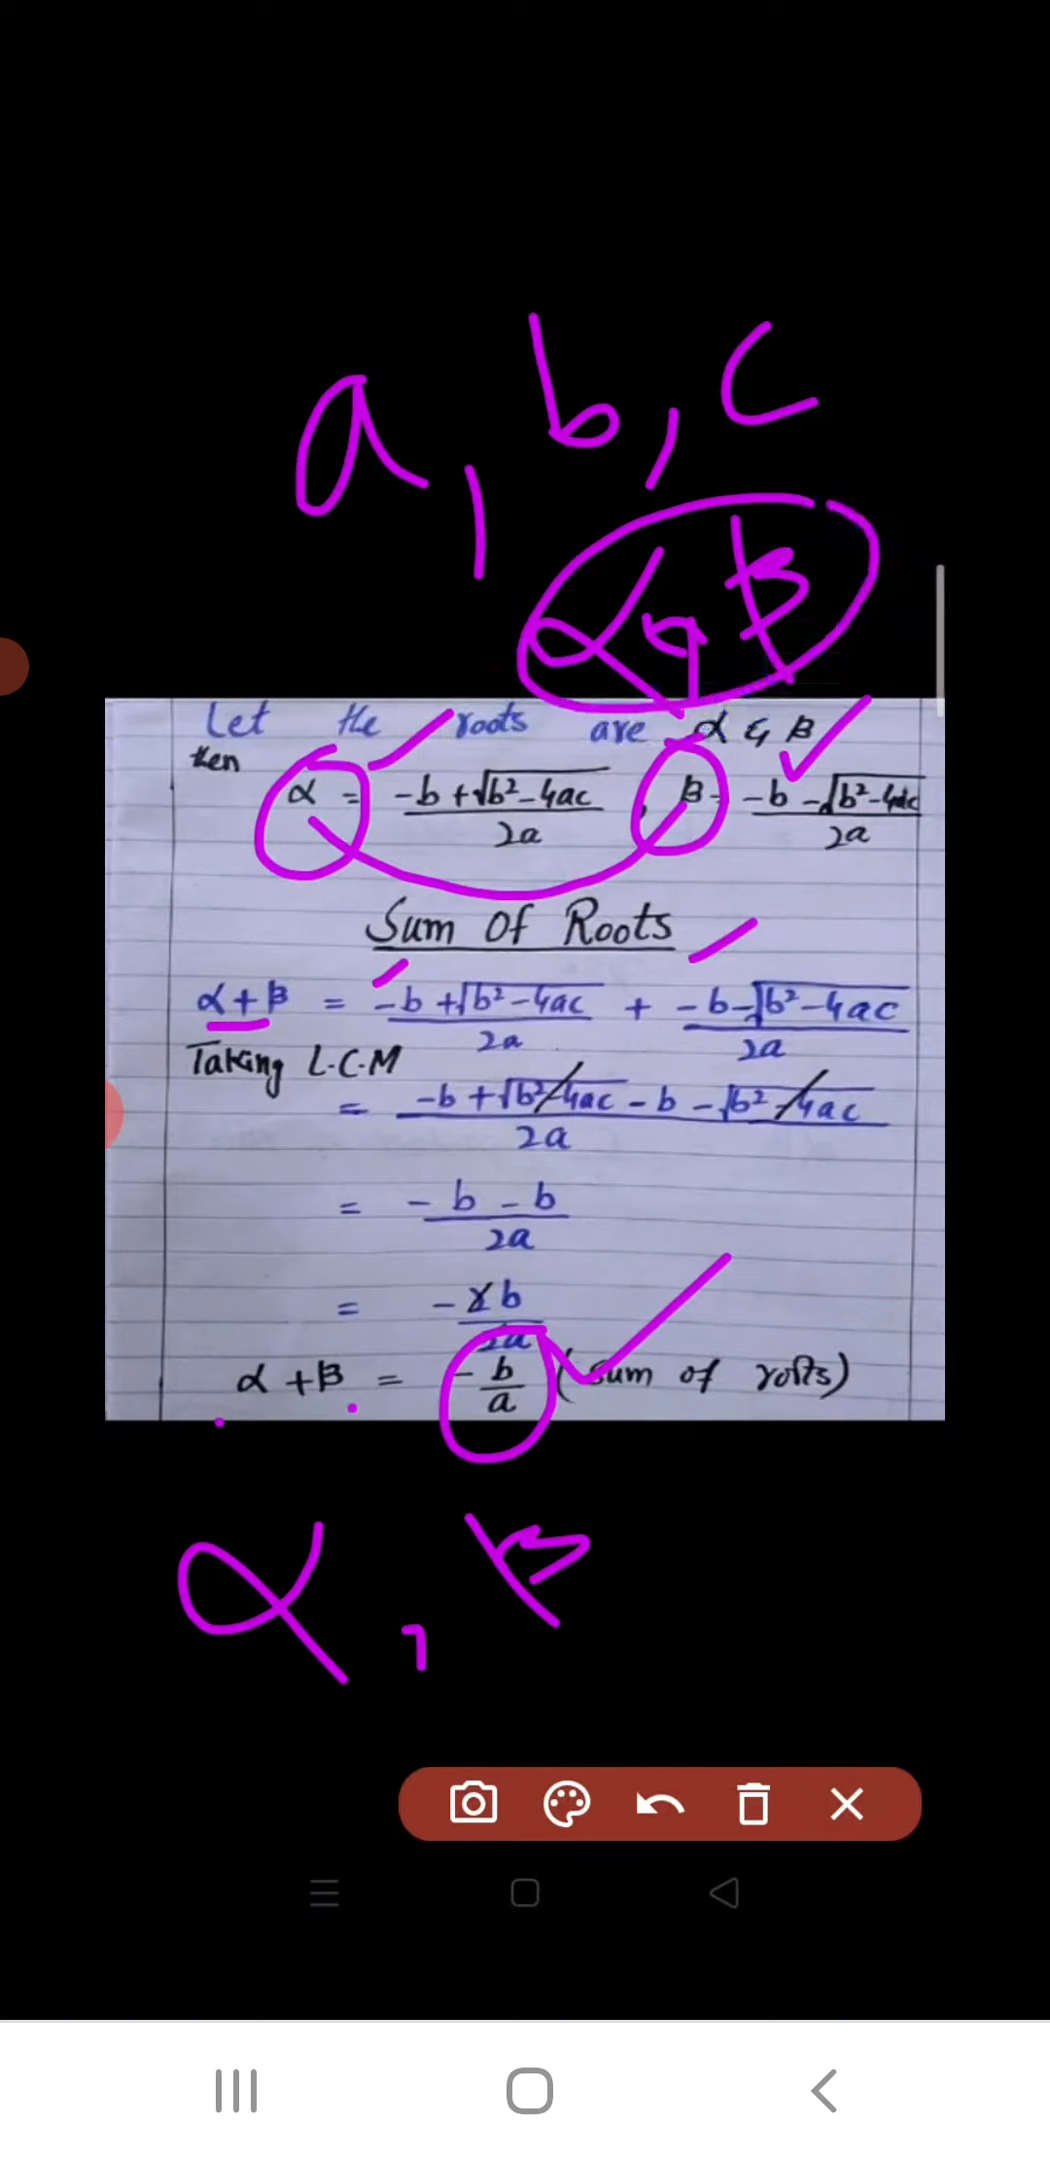 a, b, c
α, β
Let the roots are α & β
then
α = -b+√b²-4ac / 2a , β = -b-√b²-4ac / 2a
Sum Of Roots
α+β = -b+√b²-4ac / 2a + -b-√b²-4ac / 2a
Taking L.C.M
= -b+√b²-4ac-b-√b²-4ac / 2a
= -b-b / 2a
= -2b / 2a
α+β = -b/a (Sum of roots)
α, β